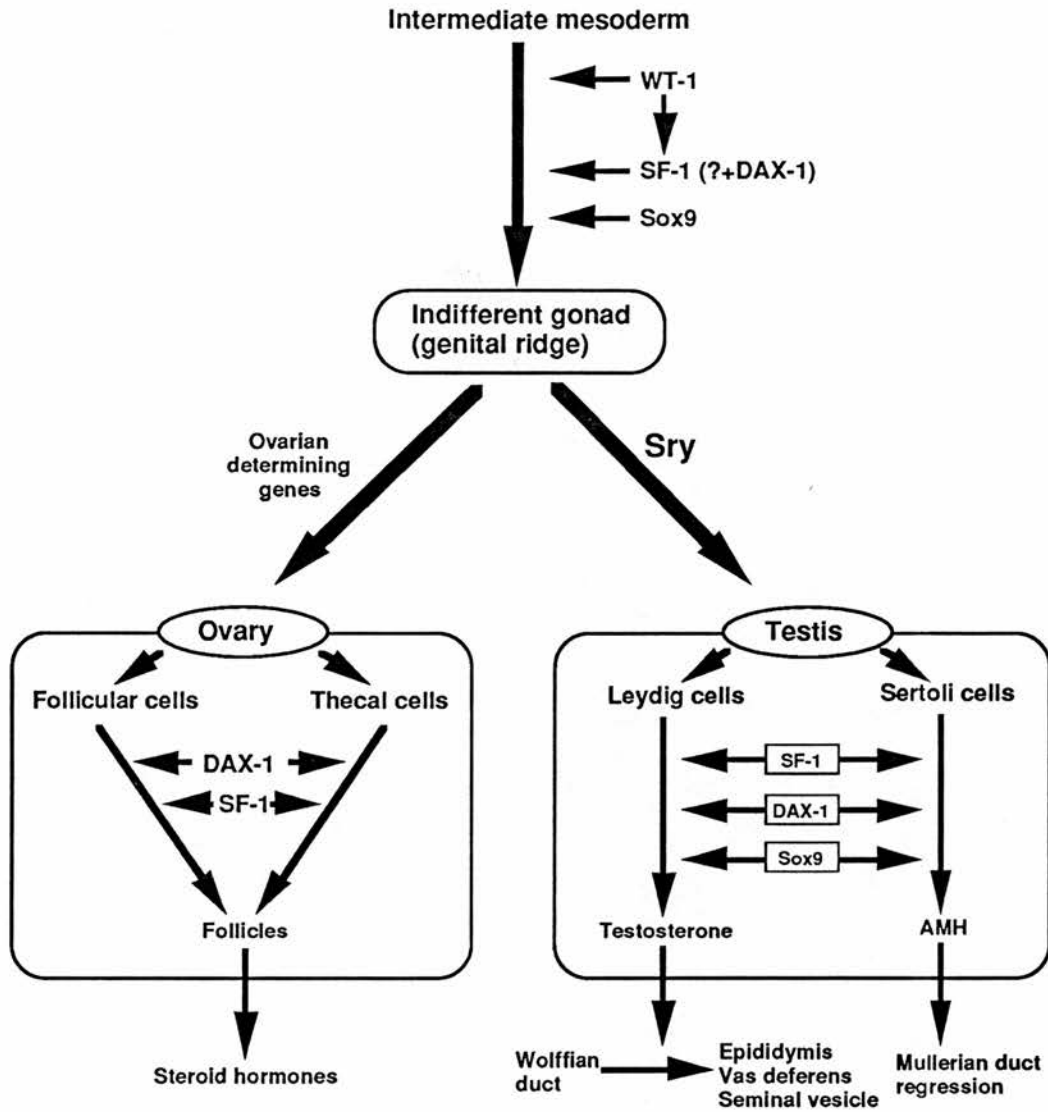 Intermediate mesoderm
WT-1
SF-1 (?+DAX-1)
Sox9
Indifferent gonad
(genital ridge)
Ovarian
determining
genes
Sry
Ovary
Follicular cells
Thecal cells
DAX-1
SF-1
Follicles
Steroid hormones
Testis
Leydig cells
Sertoli cells
SF-1
DAX-1
Sox9
Testosterone
AMH
Wolffian
duct
Epididymis
Vas deferens
Seminal vesicle
Mullerian duct
regression